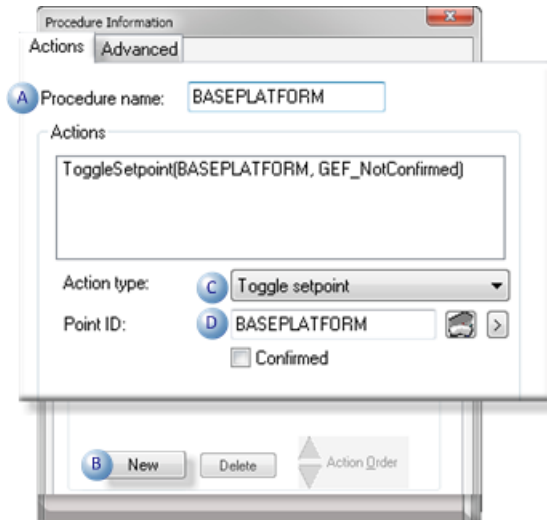 Procedure Information
Actions Advanced
A Procedure name: BASEPLATFORM
Actions
ToggleSetpoint(BASEPLATFORM, GEF_NotConfirmed)
Action type: C Toggle setpoint
Point ID: D BASEPLATFORM >
Confirmed
B New Delete Action Order